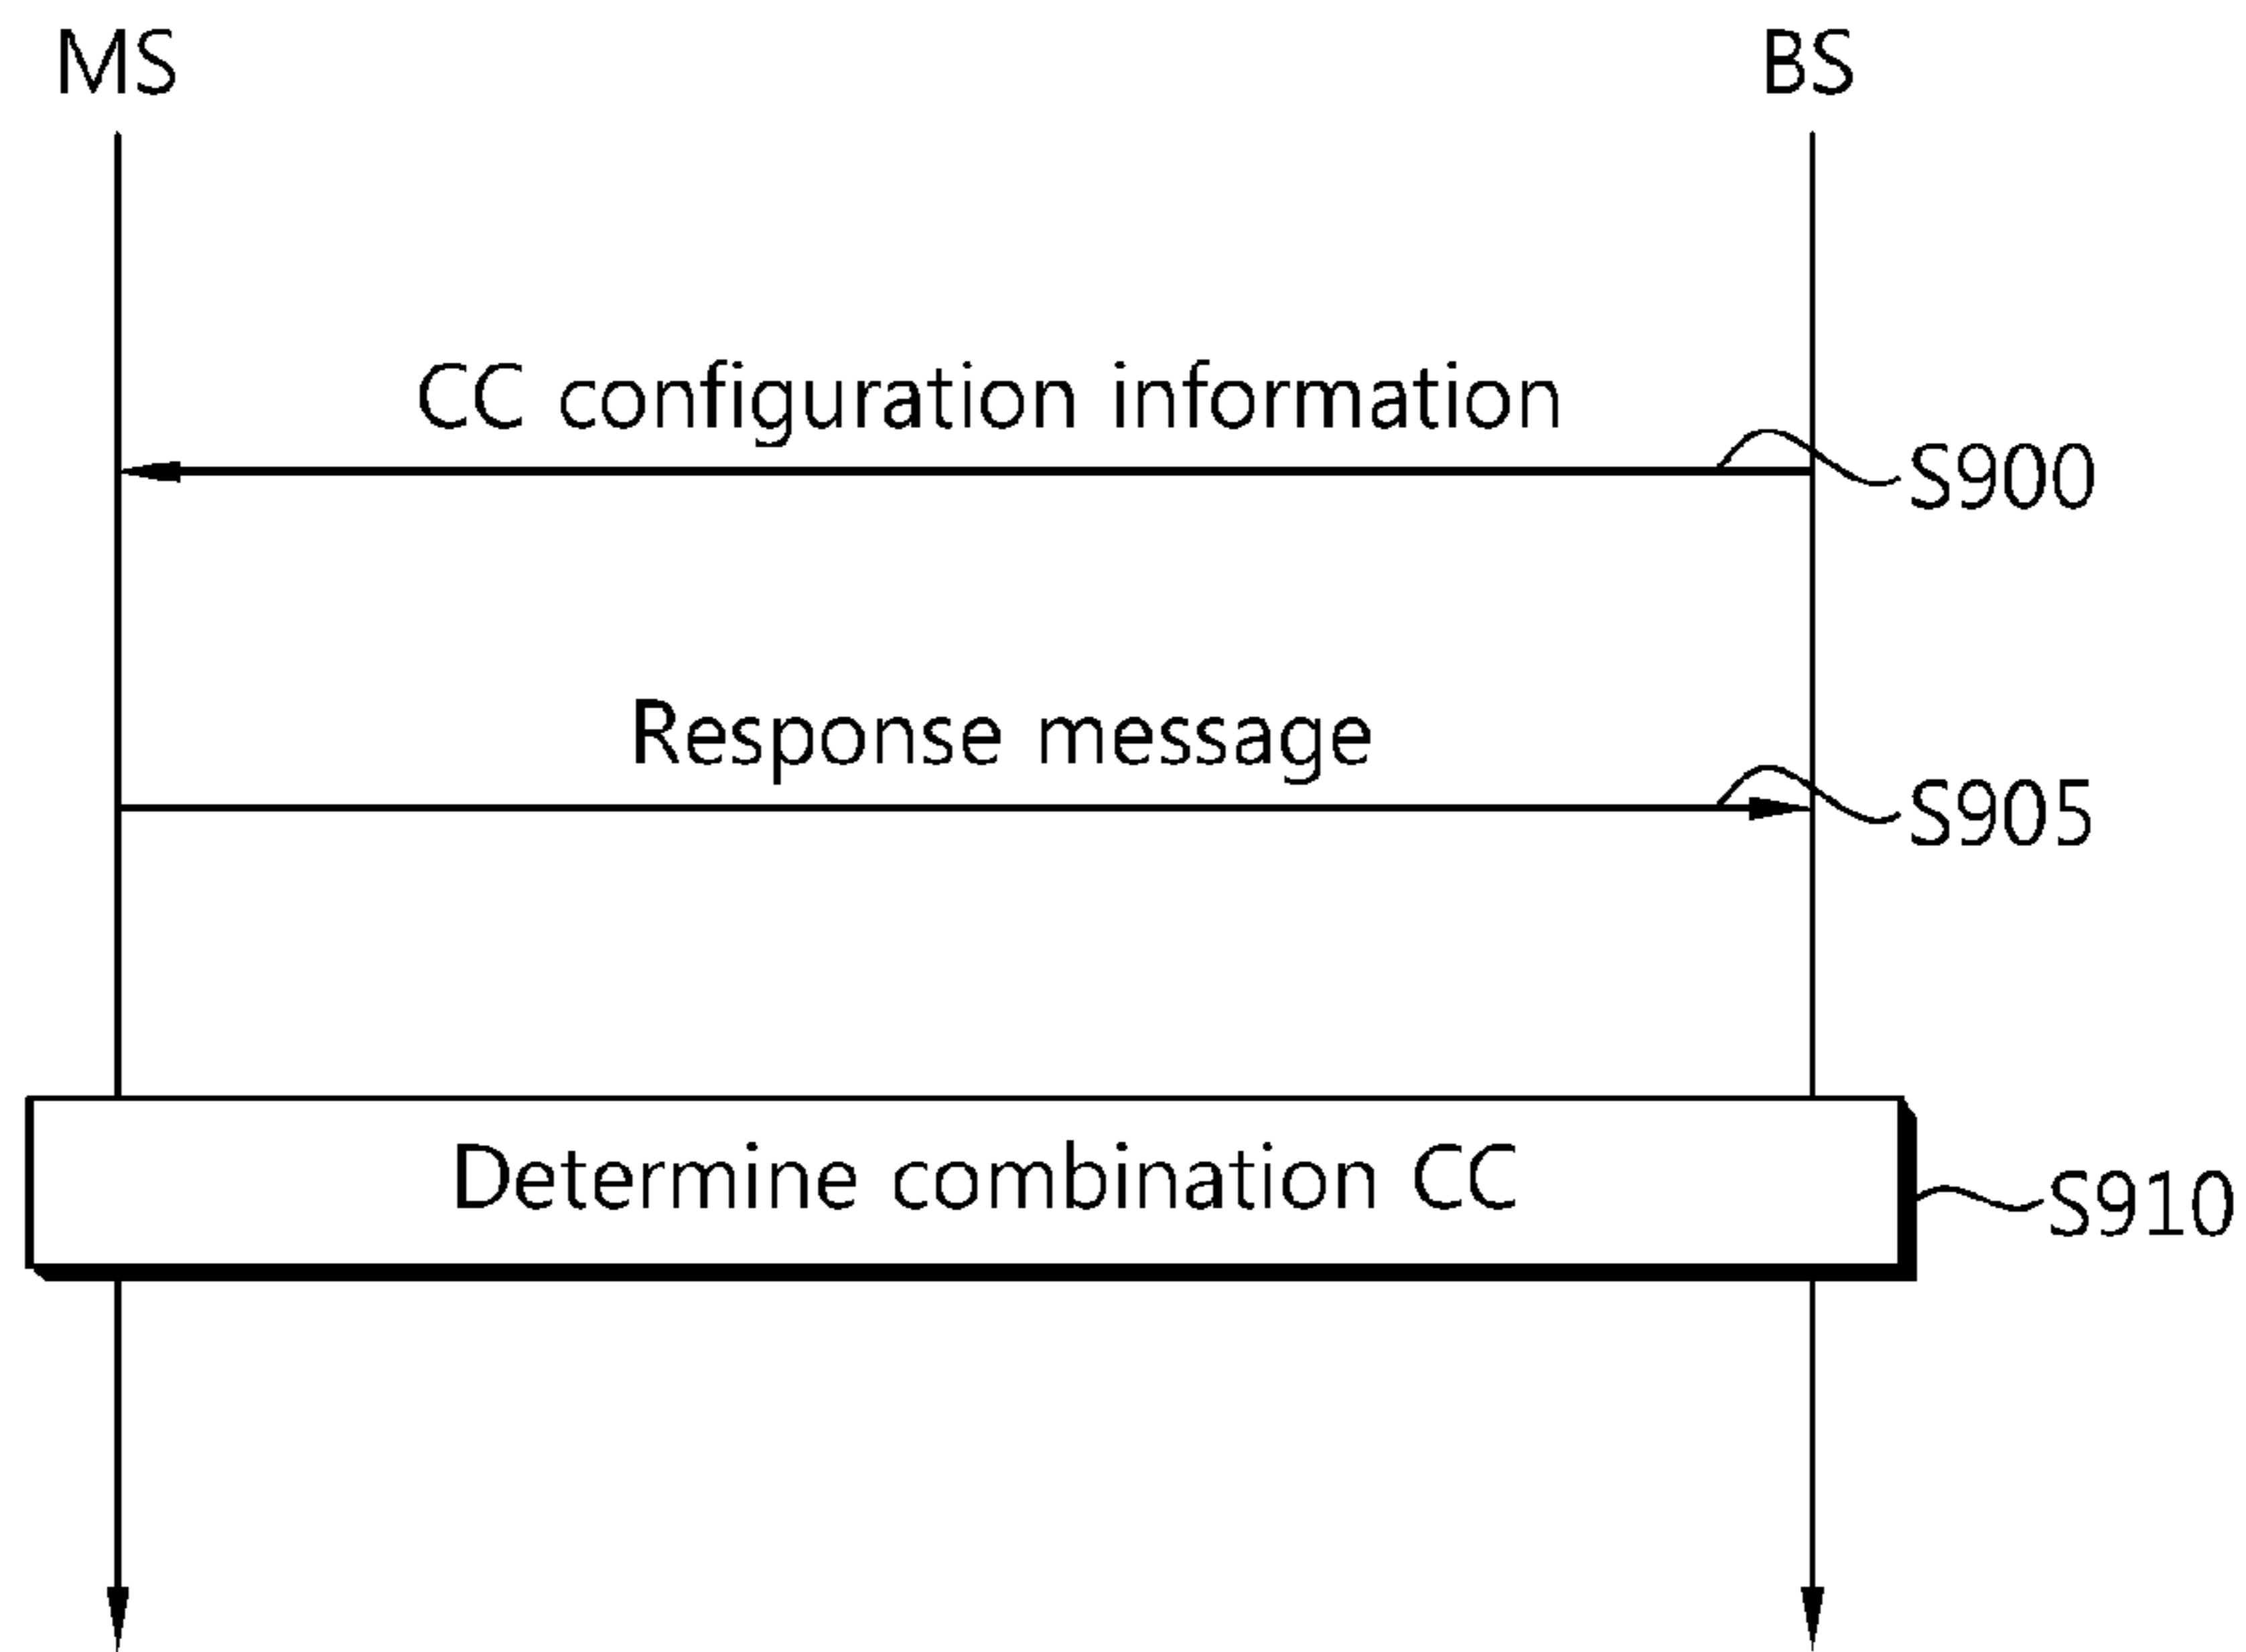 MS
BS
CC configuration information
S900
Response message
S905
Determine combination CC
S910